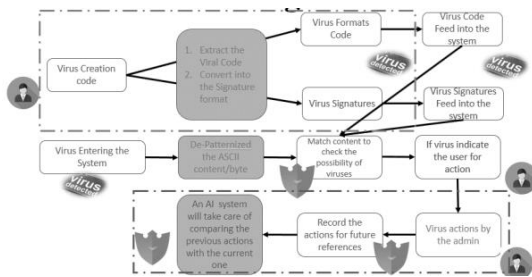 Virus Creation
code
1. Extract the
Viral Code
2. Convert into
the Signature
format
Virus Formats
Code
Virus Code
Feed into the
system
virus
detected
virus
detected
Virus Signatures
Virus Signatures
Feed into the
system
Virus Entering the
System
virus
detected
De-Patternized
the ASCII
content/byte
Match content to
check the
possibility of
viruses
If virus indicate
the user for
action
An AI system
will take care of
comparing the
previous actions
with the current
one
Record the
actions for future
references
Virus actions by
the admin